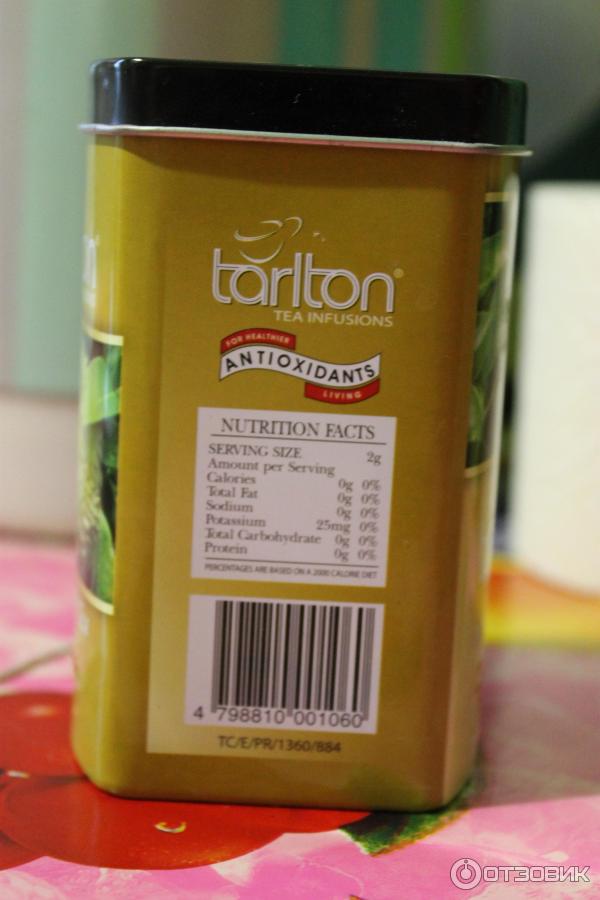 tarlton®
TEA INFUSIONS
FOR HEALTHIER
ANTIOXIDANTS
LIVING
NUTRITION FACTS
SERVING SIZE 2g
Amount per Serving
Calories 0g 0%
Total Fat 0g 0%
Sodium 0g 0%
Potassium 25mg 0%
Total Carbohydrate 0g 0%
Protein 0g 0%
PERCENTAGES ARE BASED ON A 2000 CALORIE DIET
4 798810 001060
TC/E/PR/1360/884
ОТЗОВИК